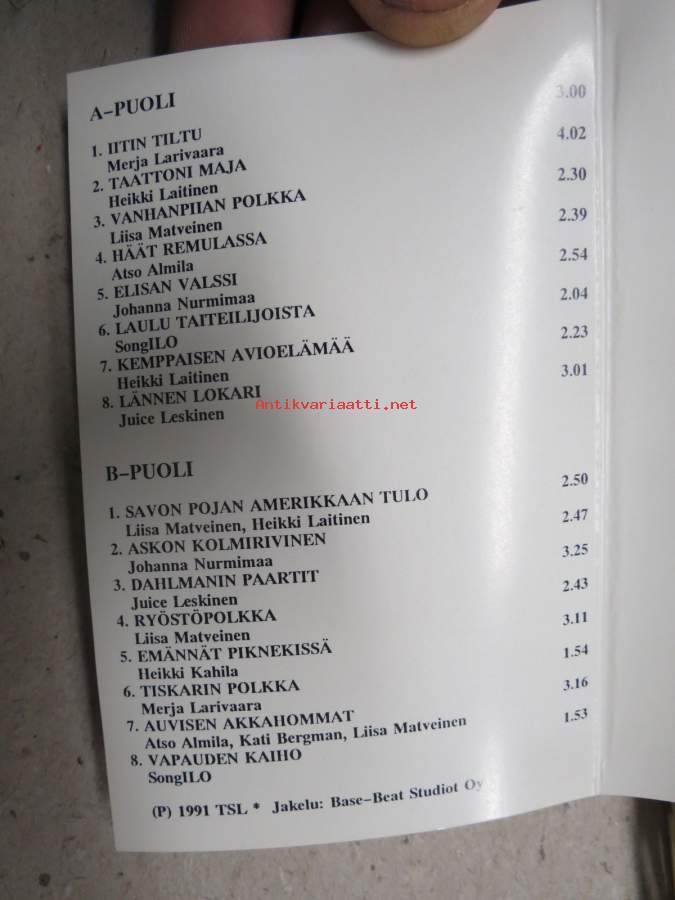 A-PUOLI
1. IITIN TILTU 3.00
Merja Larivaara
2. TAATTONI MAJA 4.02
Heikki Laitinen
3. VANHANPIIAN POLKKA 2.30
Liisa Matveinen
4. HÄÄT REMULASSA 2.39
Atso Almila
5. ELISAN VALSSI 2.54
Johanna Nurmimaa
6. LAULU TAITEILIJOISTA 2.04
SongILO
7. KEMPPAISEN AVIOELÄMÄÄ 2.23
Heikki Laitinen
8. LÄNNEN LOKARI 3.01
Juice Leskinen
Antikvariaatti.net
B-PUOLI
1. SAVON POJAN AMERIKKAAN TULO 2.50
Liisa Matveinen, Heikki Laitinen
2. ASKON KOLMIRIVINEN 2.47
Johanna Nurmimaa
3. DAHLMANIN PAARTIT 3.25
Juice Leskinen
4. RYÖSTÖPOLKKA 2.43
Liisa Matveinen
5. EMÄNNÄT PIKNEKISSÄ 3.11
Heikki Kahila
6. TISKARIN POLKKA 1.54
Merja Larivaara
7. AUVISEN AKKAHOMMAT 3.16
Atso Almila, Kati Bergman, Liisa Matveinen
8. VAPAUDEN KAIHO 1.53
SongILO
(P) 1991 TSL * Jakelu: Base-Beat Studiot Oy